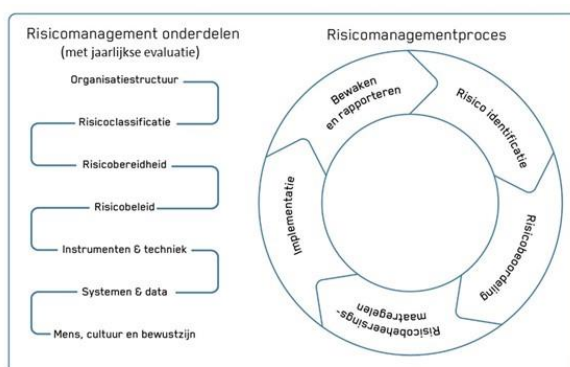 Risicomanagement onderdelen
(met jaarlijkse evaluatie)
Organisatiestructuur
Risicoclassificatie
Risicobereidheid
Risicobeleid
Instrumenten & techniek
Systemen & data
Mens, cultuur en bewustzijn
Risicomanagementproces
Bewaken
en rapporteren
Risico identificatie
Risicobeoordeling
Risicobeheersings-
maatregelen
Implementatie